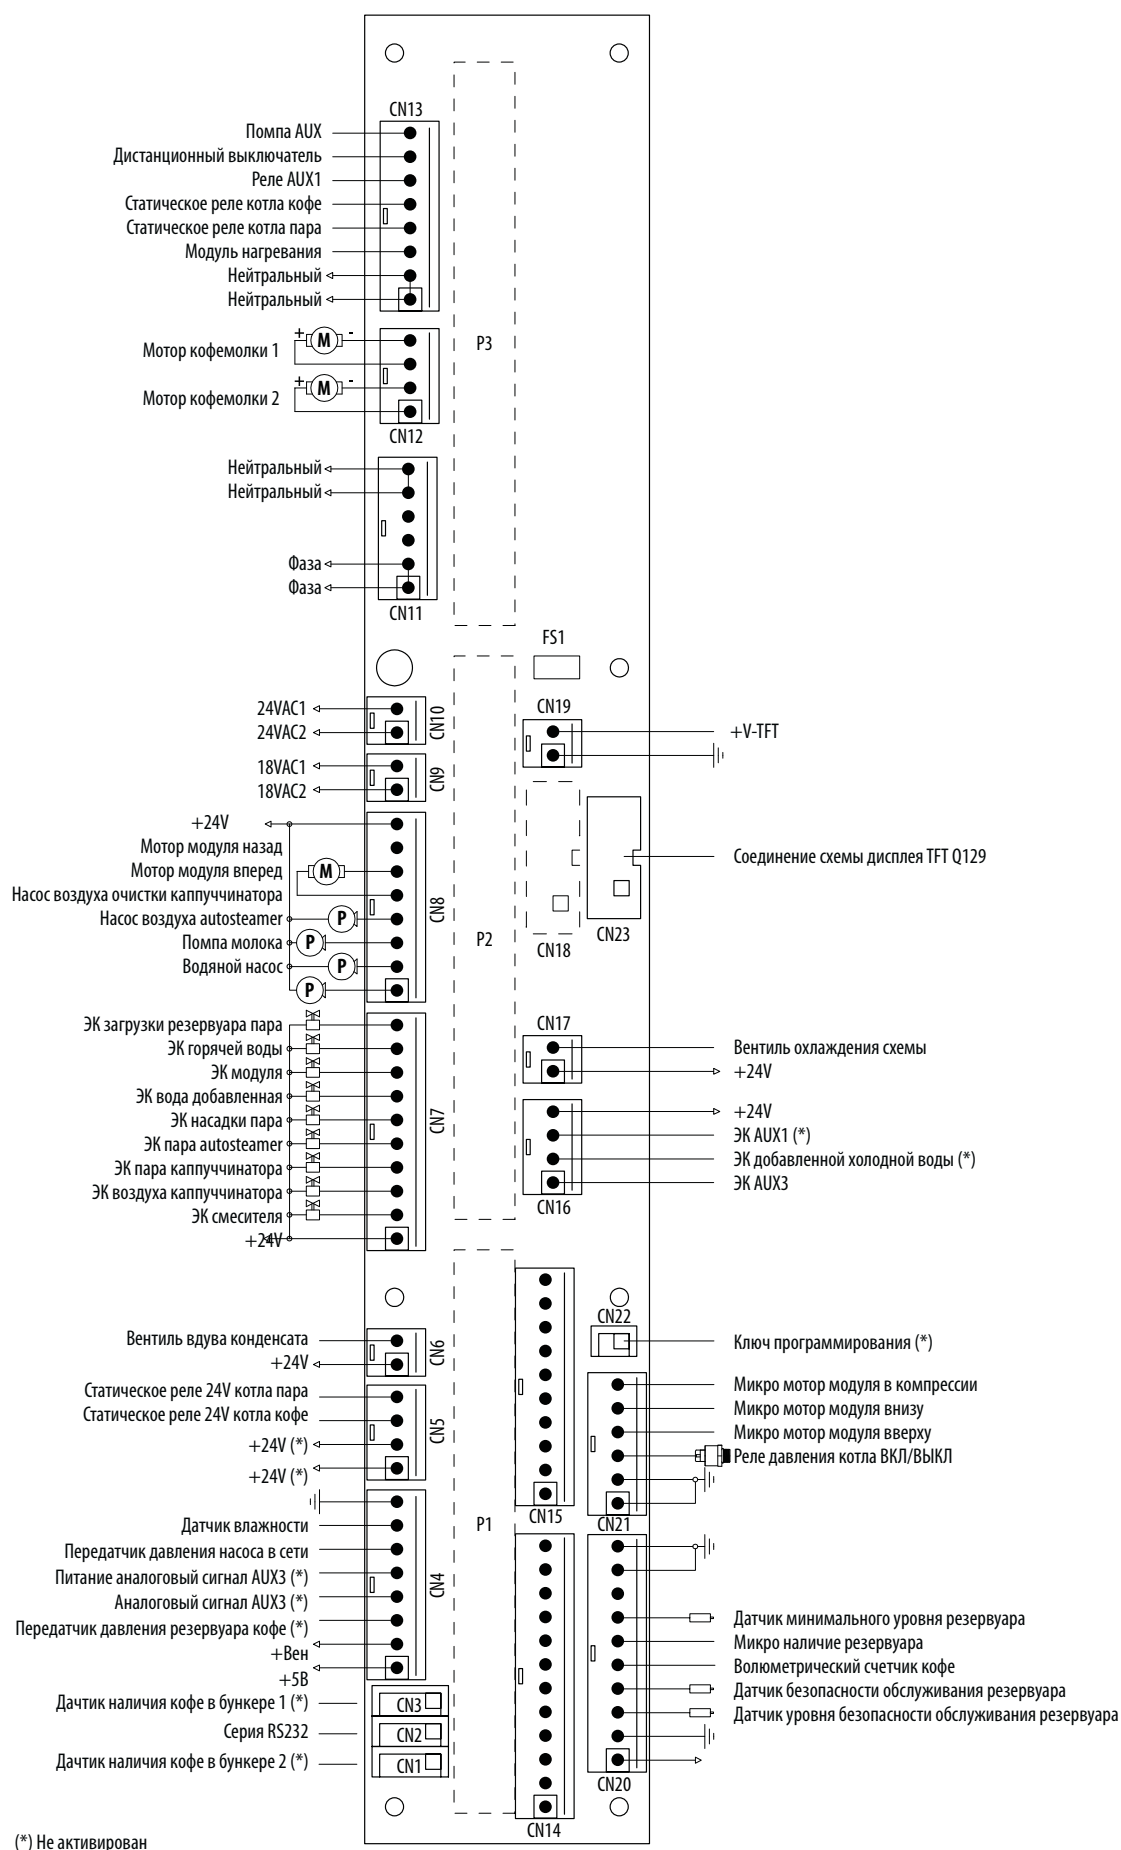 CN13
Помпа AUX
Дистанционный выключатель
Реле AUX1
Статическое реле котла кофе
Статическое реле котла пара
Модуль нагревания
Нейтральный
Нейтральный
P3
+ M -
Мотор кофемолки 1
+ M -
Мотор кофемолки 2
CN12
Нейтральный
Нейтральный
Фаза
Фаза
CN11
FS1
24VAC1
24VAC2
CN10
CN19
+V-TFT
18VAC1
18VAC2
CN9
+24V
Мотор модуля назад
Мотор модуля вперед
M
Насос воздуха очистки каппуччинатора
Насос воздуха autosteamer
P
Помпа молока
P
Водяной насос
P
P
CN8
P2
Соединение схемы дисплея TFT Q129
CN18
CN23
ЭК загрузки резервуара пара
ЭК горячей воды
ЭК модуля
ЭК вода добавленная
ЭК насадки пара
ЭК пара autosteamer
ЭК пара каппуччинатора
ЭК воздуха каппуччинатора
ЭК смесителя
+24V
CN7
CN17
Вентиль охлаждения схемы
+24V
+24V
ЭК AUX1 (*)
ЭК добавленной холодной воды (*)
ЭК AUX3
CN16
Вентиль вдува конденсата
+24V
CN6
CN22
Ключ программирования (*)
Статическое реле 24V котла пара
Статическое реле 24V котла кофе
+24V (*)
+24V (*)
CN5
Микро мотор модуля в компрессии
Микро мотор модуля внизу
Микро мотор модуля вверху
Реле давления котла ВКЛ/ВЫКЛ
CN15
CN21
P1
Датчик влажности
Передатчик давления насоса в сети
Питание аналоговый сигнал AUX3 (*)
Аналоговый сигнал AUX3 (*)
Передатчик давления резервуара кофе (*)
+Вен
+5В
CN4
Датчик минимального уровня резервуара
Микро наличие резервуара
Волюметрический счетчик кофе
Датчик безопасности обслуживания резервуара
Датчик уровня безопасности обслуживания резервуара
Дачтик наличия кофе в бункере 1 (*)
CN3
Серия RS232
CN2
Дачтик наличия кофе в бункере 2 (*)
CN1
CN20
CN14
(*) Не активирован